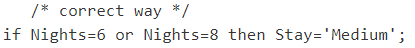 /* correct way */
if Nights=6 or Nights=8 then Stay='Medium';